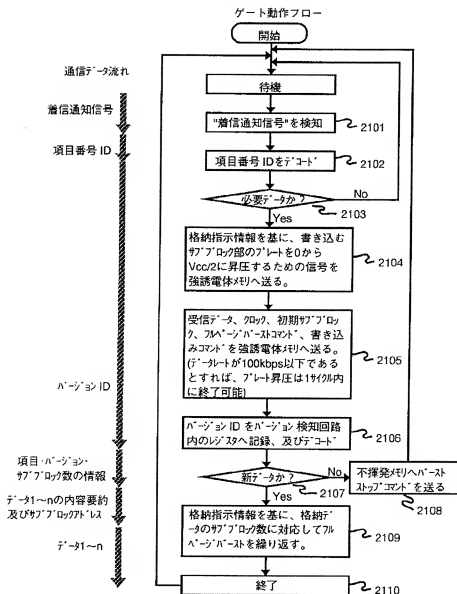 ゲート動作フロー
開始
通信データ流れ
待機
着信通知信号
"着信通知信号"を検知
2101
項目番号 ID
項目番号 IDをデコード
2102
必要データか?
No
2103
Yes
格納指示情報を基に、書き込む
サブブロック部のプレートを0から
Vcc/2に昇圧するための信号を
強誘電体メモリへ送る。
2104
受信データ、クロック、初期サブブロッ
ク、フルページバーストコマンド、書き込
みコマンドを強誘電体メモリへ送る。
(データレートが100kbps以下である
とすれば、プレート昇圧は1サイクル内
に終了可能)
2105
バージョン ID
バージョン IDをバージョン検知回路
内のレジスタへ記録、及びデコード
2106
項目・バージョン・
サブブロック数の情報
新データか?
No
2107
Yes
不揮発メモリへバースト
ストップコマンドを送る
2108
データ1~nの内容要約
及びサブブロックアドレス
格納指示情報を基に、格納デー
タのサブブロック数に対応してフル
ページバーストを繰り返す。
2109
データ1~n
終了
2110